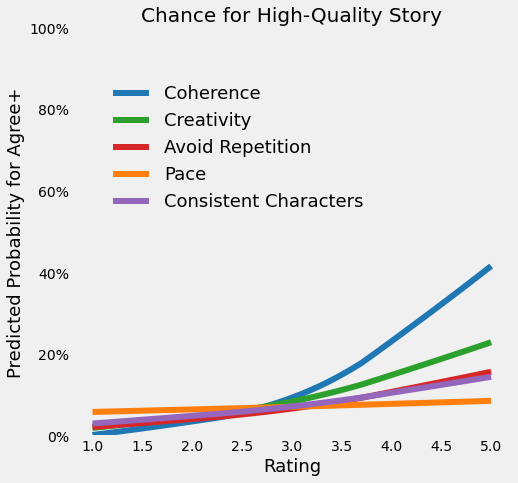 Chance for High-Quality Story
100%
80%
60%
40%
20%
0%
Predicted Probability for Agree+
Coherence
Creativity
Avoid Repetition
Pace
Consistent Characters
1.0 1.5 2.0 2.5 3.0 3.5 4.0 4.5 5.0
Rating